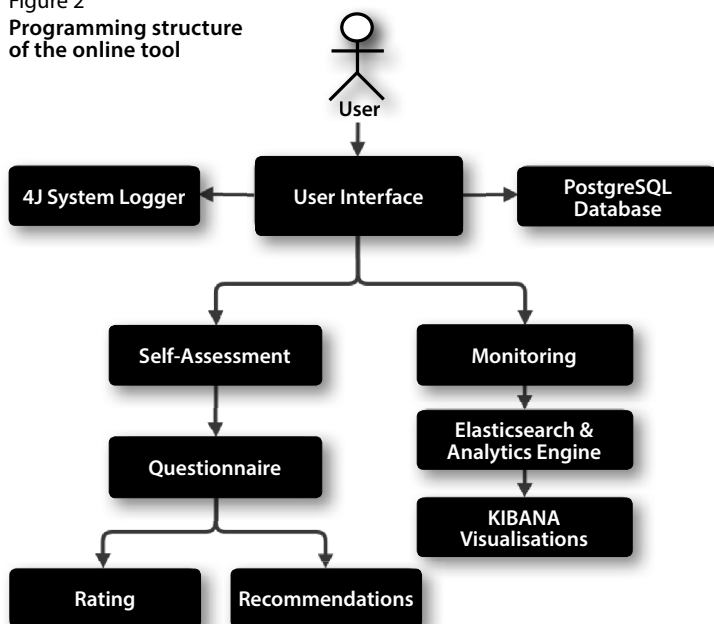 Figure 2
Programming structure
of the online tool
User
4J System Logger
User Interface
PostgreSQL
Database
Self-Assessment
Monitoring
Questionnaire
Elasticsearch &
Analytics Engine
KIBANA
Visualisations
Rating
Recommendations